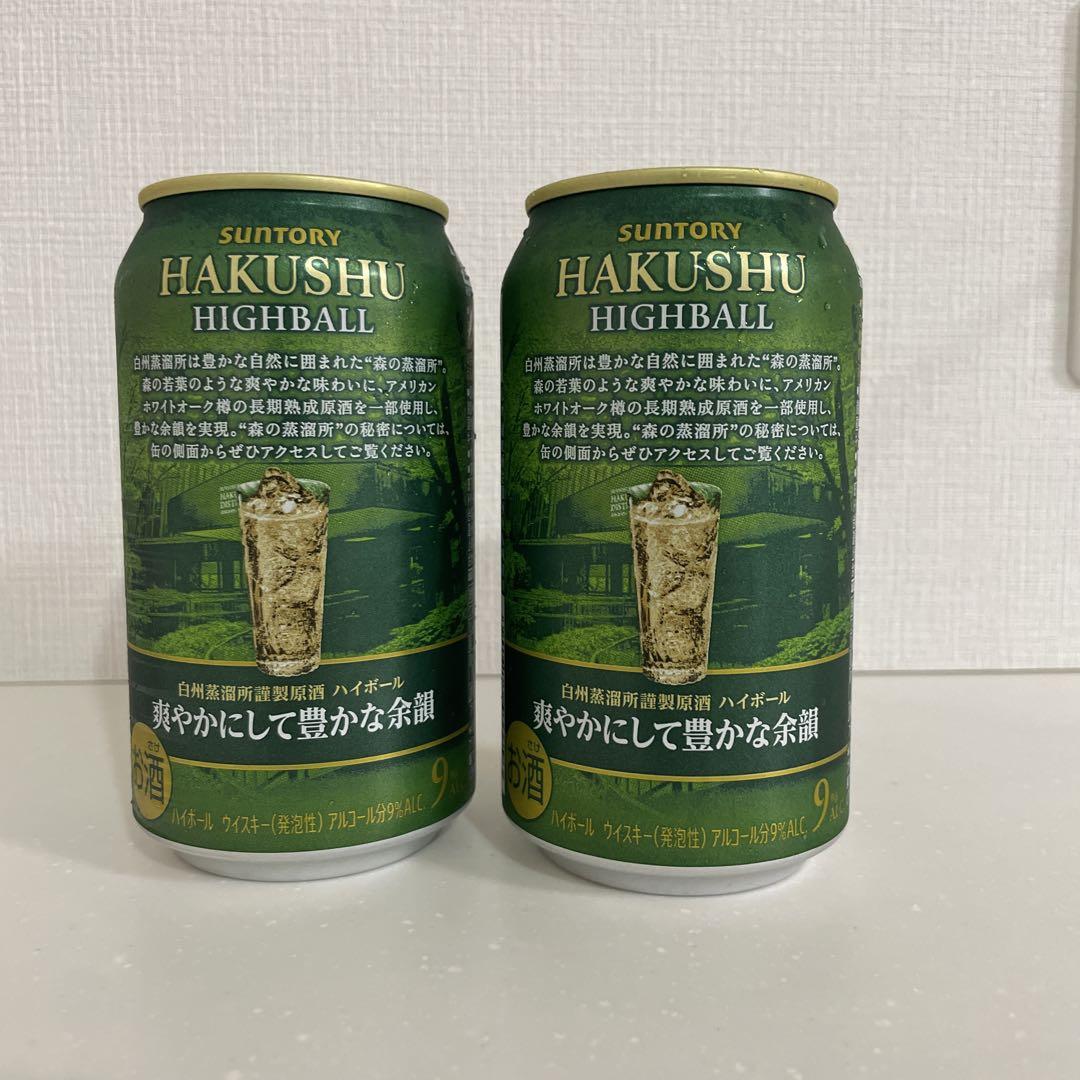 SUNTORY
HAKUSHU
HIGHBALL
白州蒸溜所は豊かな自然に囲まれた“森の蒸溜所”。
森の若葉のような爽やかな味わいに、アメリカン
ホワイトオーク樽の長期熟成原酒を一部使用し、
豊かな余韻を実現。“森の蒸溜所”の秘密については、
缶の側面からぜひアクセスしてご覧ください。
白州蒸溜所謹製原酒 ハイボール
爽やかにして豊かな余韻
さけ
お酒
ハイボール ウイスキー(発泡性) アルコール分9%ALC.
9%
SUNTORY
HAKUSHU
HIGHBALL
白州蒸溜所は豊かな自然に囲まれた“森の蒸溜所”。
森の若葉のような爽やかな味わいに、アメリカン
ホワイトオーク樽の長期熟成原酒を一部使用し、
豊かな余韻を実現。“森の蒸溜所”の秘密については、
缶の側面からぜひアクセスしてご覧ください。
HAKU
DIST
白州蒸溜所謹製原酒 ハイボール
爽やかにして豊かな余韻
さけ
お酒
ハイボール ウイスキー(発泡性) アルコール分9%ALC.
9%